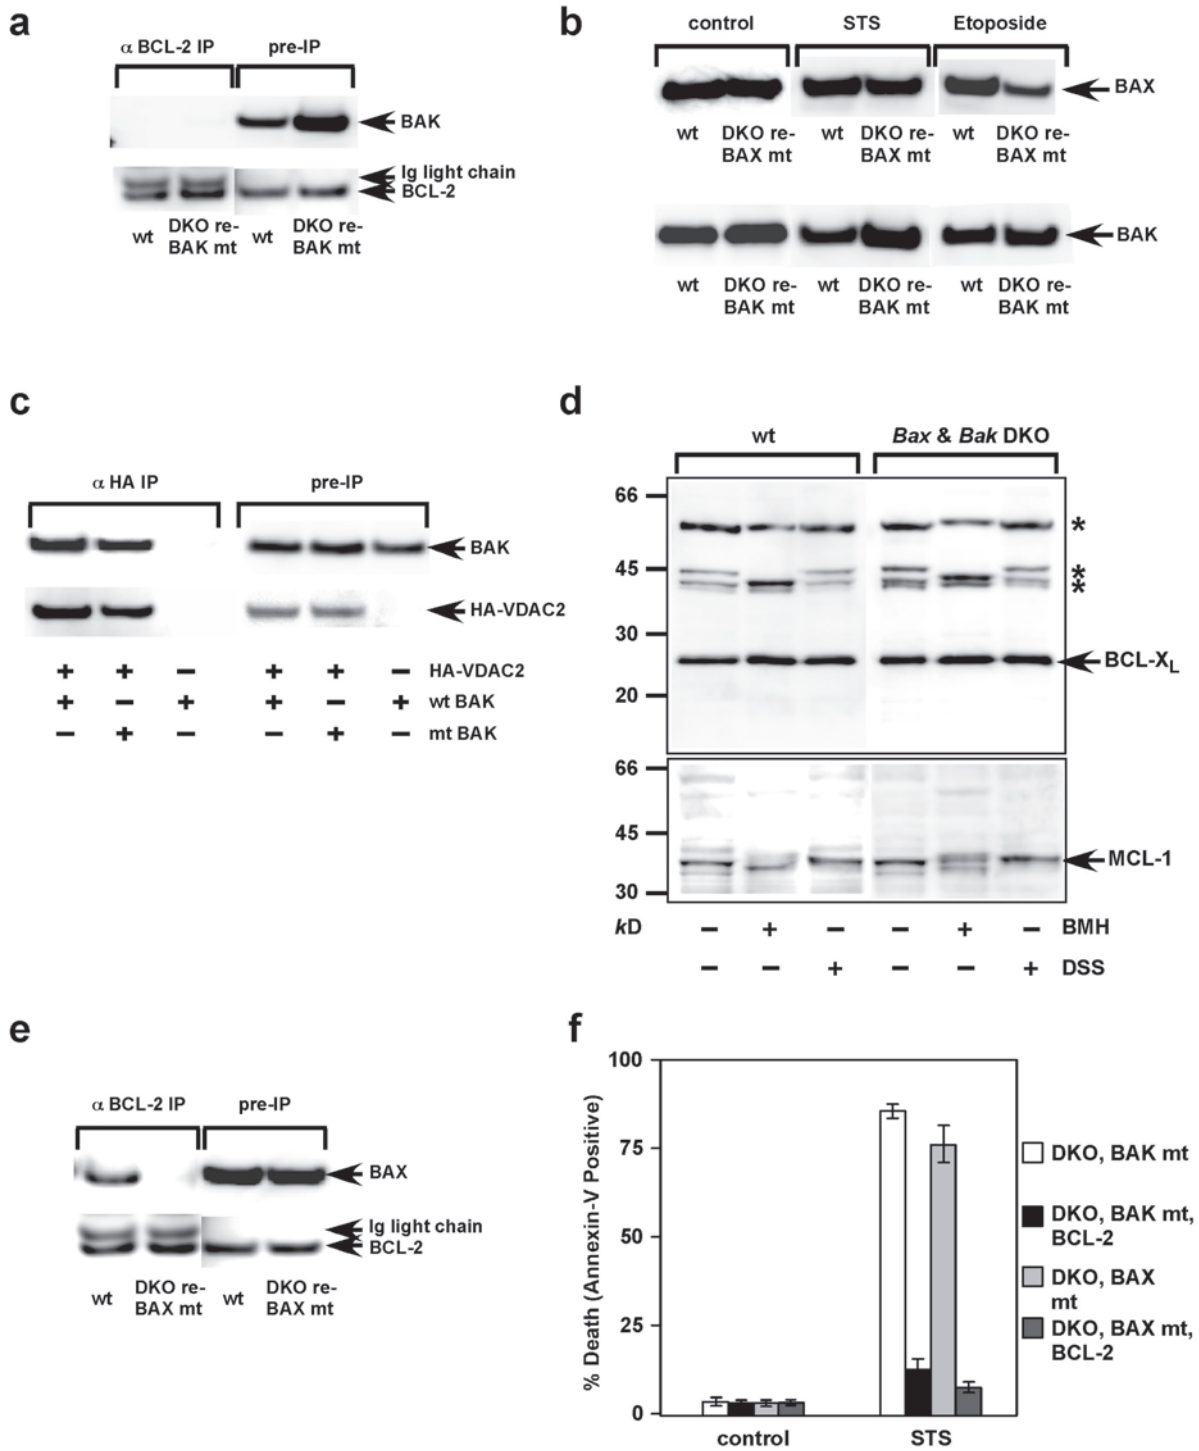 a
α BCL-2 IP pre-IP
BAK
Ig light chain
BCL-2
wt DKO re-BAK mt wt DKO re-BAK mt
b
control STS Etoposide
BAX
wt DKO re-BAX mt wt DKO re-BAX mt wt DKO re-BAX mt
BAK
wt DKO re-BAK mt wt DKO re-BAK mt wt DKO re-BAK mt
c
α HA IP pre-IP
BAK
HA-VDAC2
+ + − + + − HA-VDAC2
+ − + + − + wt BAK
− + − − + − mt BAK
d
wt Bax & Bak DKO
66
*
45
*
*
30
BCL-XL
20
66
45
MCL-1
30
kD − + − − + − BMH
− − + − − + DSS
e
α BCL-2 IP pre-IP
BAX
Ig light chain
BCL-2
wt DKO re-BAX mt wt DKO re-BAX mt
f
% Death (Annexin-V Positive)
100
75
50
25
0
control STS
DKO, BAK mt
DKO, BAK mt,
BCL-2
DKO, BAX
mt
DKO, BAX mt,
BCL-2